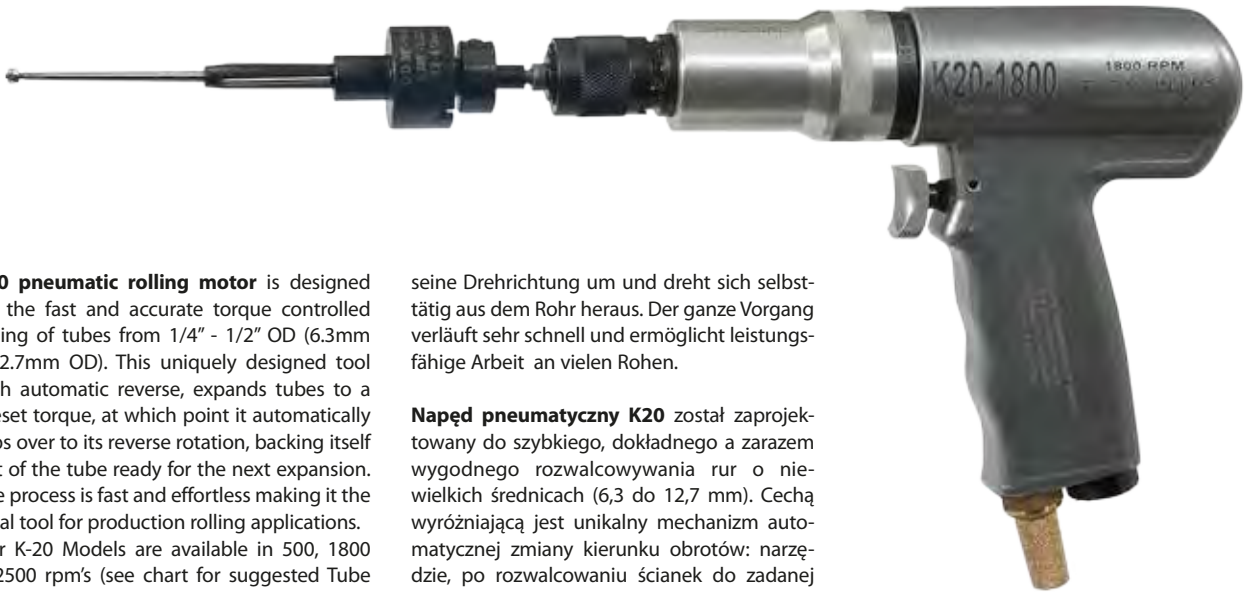 K20-1800
1800 RPM
0 pneumatic rolling motor is designed
the fast and accurate torque controlled
ing of tubes from 1/4” - 1/2” OD (6.3mm
2.7mm OD). This uniquely designed tool
h automatic reverse, expands tubes to a
eset torque, at which point it automatically
os over to its reverse rotation, backing itself
t of the tube ready for the next expansion.
e process is fast and effortless making it the
al tool for production rolling applications.
r K-20 Models are available in 500, 1800
2500 rpm’s (see chart for suggested Tube
seine Drehrichtung um und dreht sich selbst-
tätig aus dem Rohr heraus. Der ganze Vorgang
verläuft sehr schnell und ermöglicht leistungs-
fähige Arbeit an vielen Rohen.
Napęd pneumatyczny K20 został zaprojek-
towany do szybkiego, dokładnego a zarazem
wygodnego rozwalcowywania rur o nie-
wielkich średnicach (6,3 do 12,7 mm). Cechą
wyróżniającą jest unikalny mechanizm auto-
matycznej zmiany kierunku obrotów: narzę-
dzie, po rozwalcowaniu ścianek do zadanej